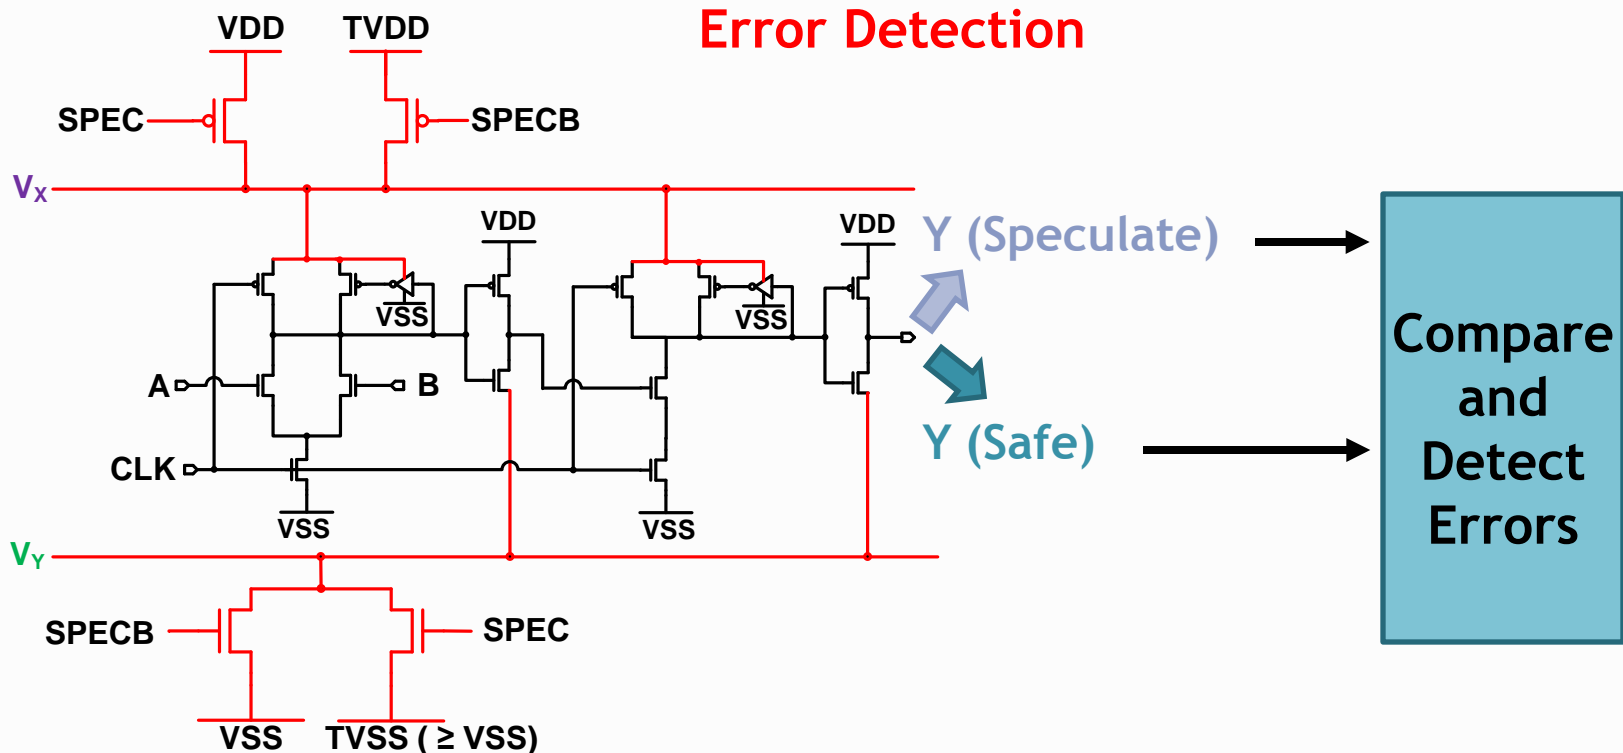 Error Detection
VDD
TVDD
SPEC
SPECB
VX
VDD
VDD
Y (Speculate)
VSS
VSS
A
B
Y (Safe)
CLK
VSS
VSS
VY
SPECB
SPEC
VSS
TVSS ( ≥ VSS)
Compare
and
Detect
Errors